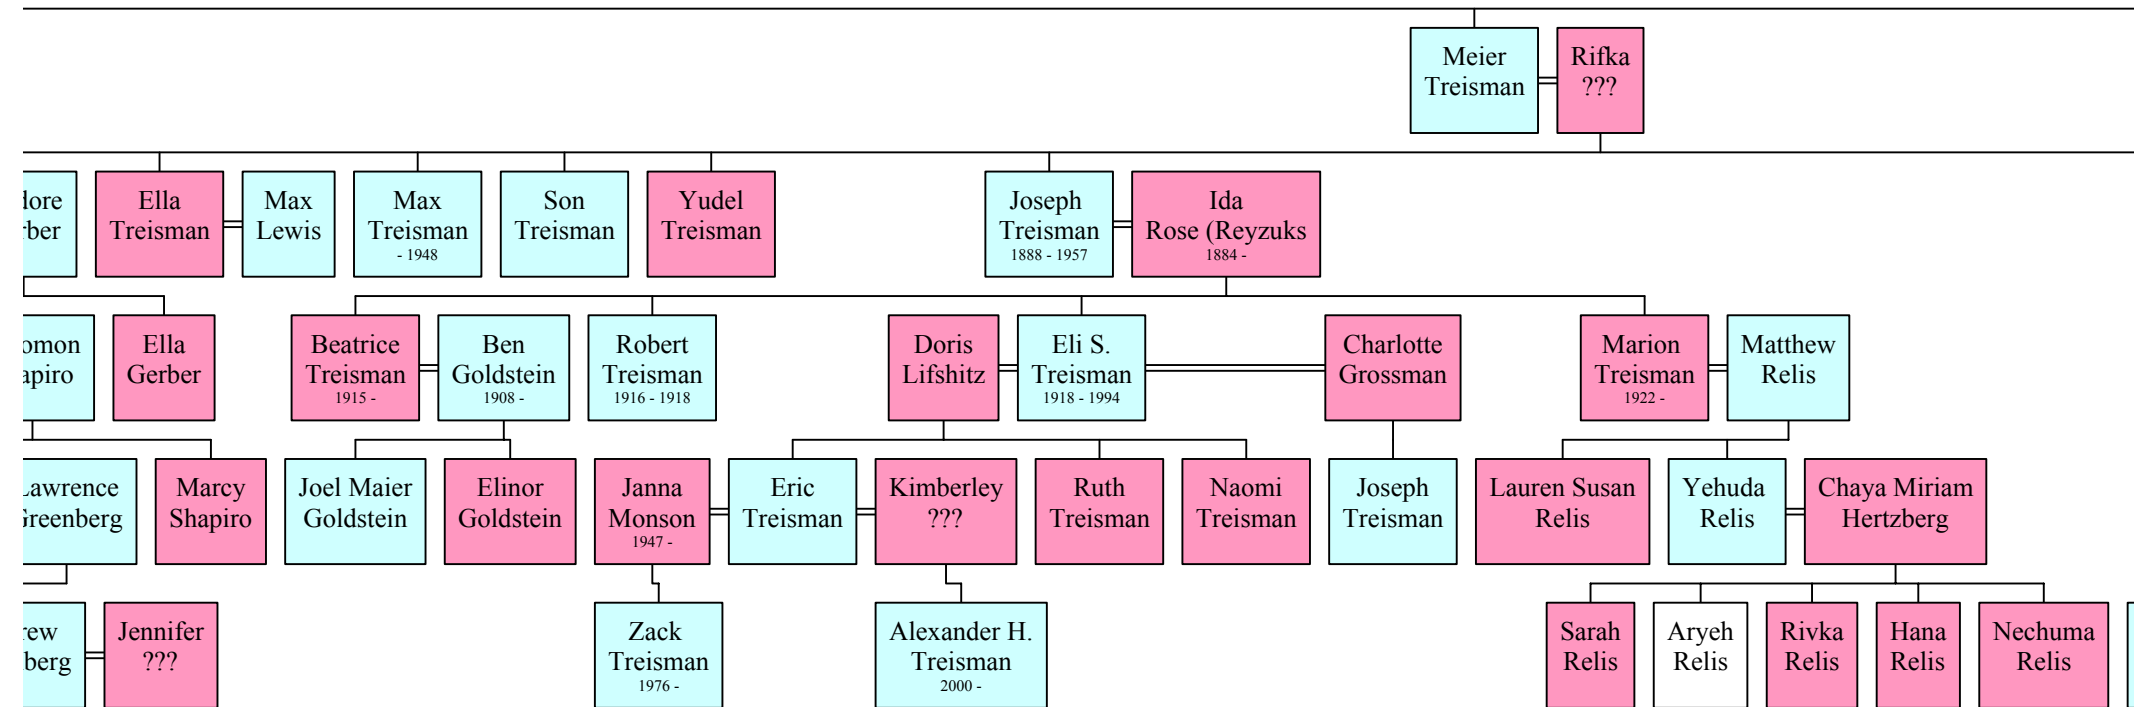 Meier
Treisman
Rifka
???
Ella
Treisman
Max
Lewis
Max
Treisman
- 1948
Son
Treisman
Yudel
Treisman
Joseph
Treisman
1888 - 1957
Ida
Rose (Reyzuks
1884 -
Ella
Gerber
Beatrice
Treisman
1915 -
Ben
Goldstein
1908 -
Robert
Treisman
1916 - 1918
Doris
Lifshitz
Eli S.
Treisman
1918 - 1994
Charlotte
Grossman
Marion
Treisman
1922 -
Matthew
Relis
Lawrence
Greenberg
Marcy
Shapiro
Joel Maier
Goldstein
Elinor
Goldstein
Janna
Monson
1947 -
Eric
Treisman
Kimberley
???
Ruth
Treisman
Naomi
Treisman
Joseph
Treisman
Lauren Susan
Relis
Yehuda
Relis
Chaya Miriam
Hertzberg
Jennifer
???
Zack
Treisman
1976 -
Alexander H.
Treisman
2000 -
Sarah
Relis
Aryeh
Relis
Rivka
Relis
Hana
Relis
Nechuma
Relis